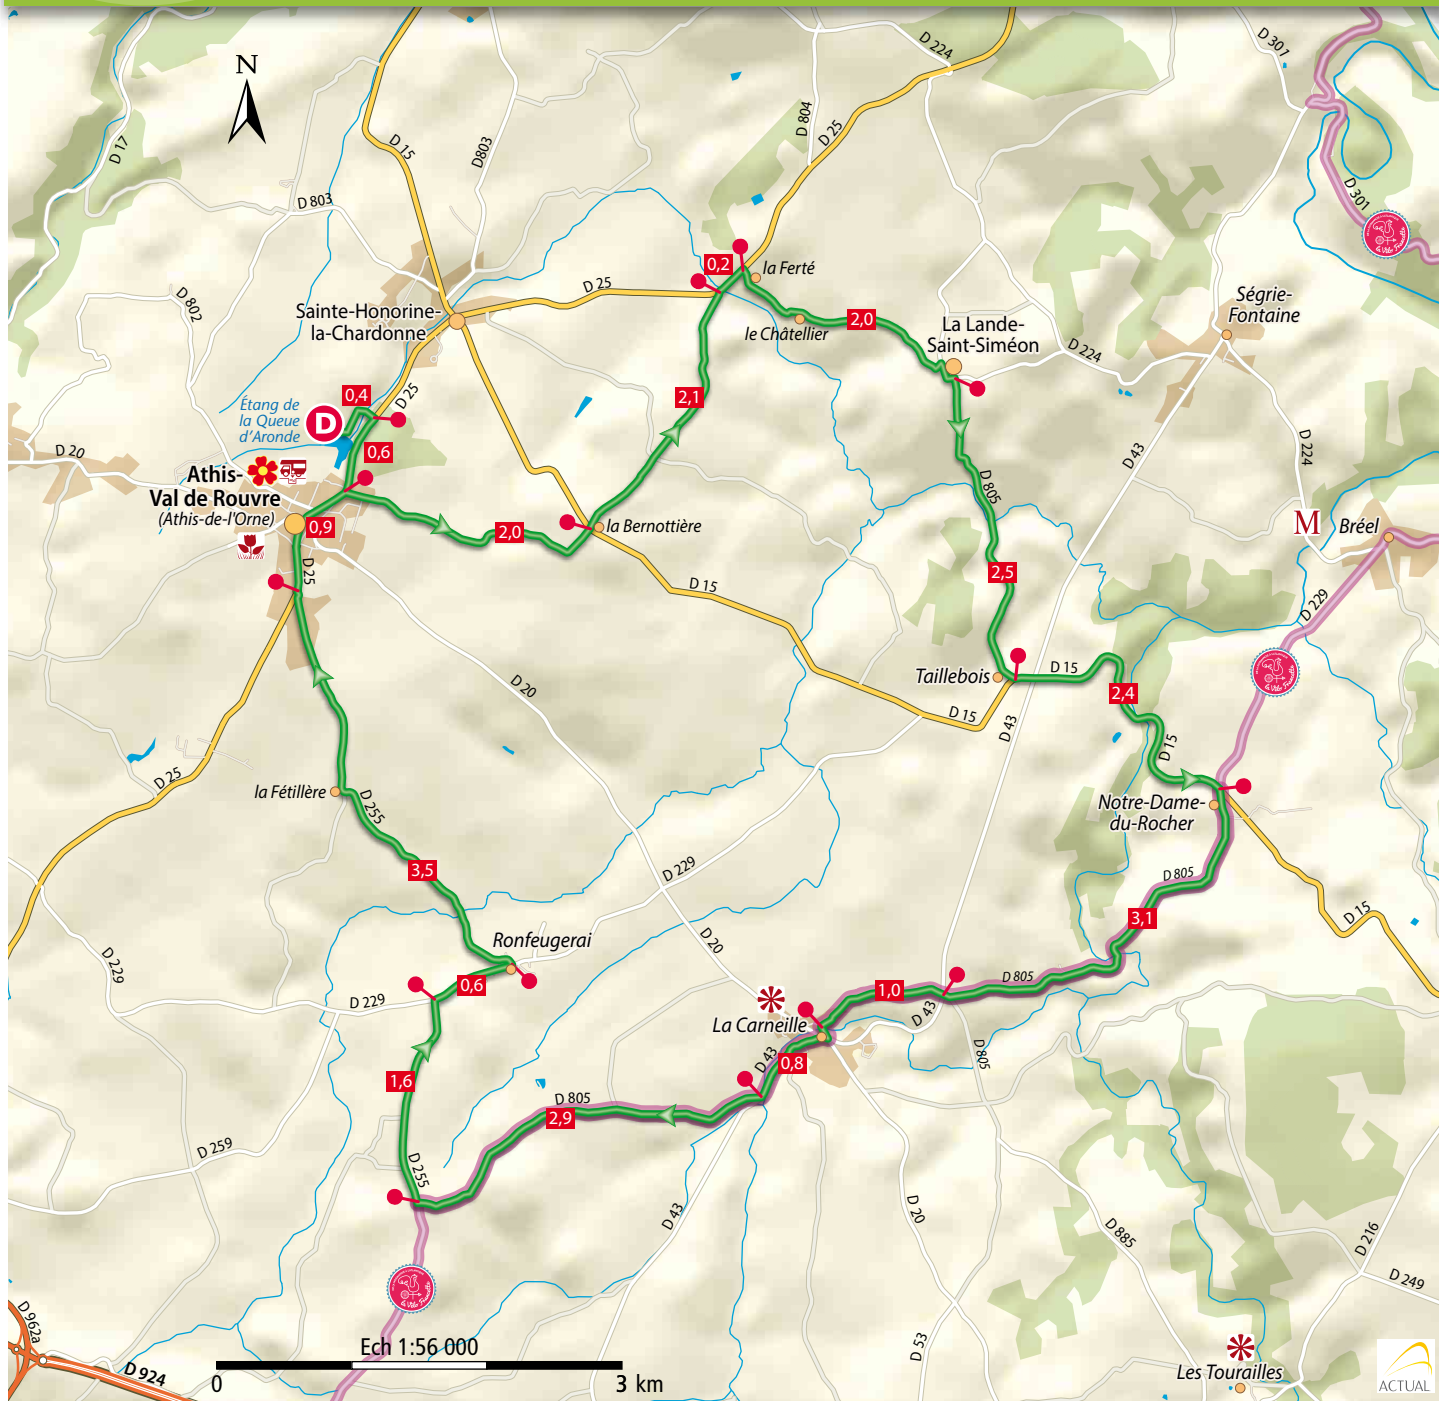 N
D 224
D 307
D 17
D 15
D803
D 804
D 25
D 301
D 803
0,2
la Ferté
D 802
D 25
Sainte-Honorine-
la-Chardonne
le Châtellier
2,0
La Lande-
Saint-Siméon
Ségrie-
Fontaine
D 224
0,4
D 25
2,1
Étang de
la Queue
d'Aronde
D
D 20
0,6
D 43
D 224
Athis-
Val de Rouvre
(Athis-de-l'Orne)
0,9
2,0
la Bernottière
D 805
M
Bréel
D 25
D 15
2,5
D 229
Taillebois
D 15
2,4
D 20
D 15
D 43
D 15
D 25
la Fétillère
D 255
Notre-Dame-
du-Rocher
3,5
D 229
D 805
3,1
D 15
Ronfeugerai
D 20
D 229
0,6
D 229
1,0
D 805
La Carneille
D 43
D 43
0,8
D 805
1,6
D 805
2,9
D 259
D 255
D 43
D 20
D 885
D 216
D 249
D 962a
Ech 1:56 000
D 924
D 53
0
3 km
Les Tourailles
ACTUAL